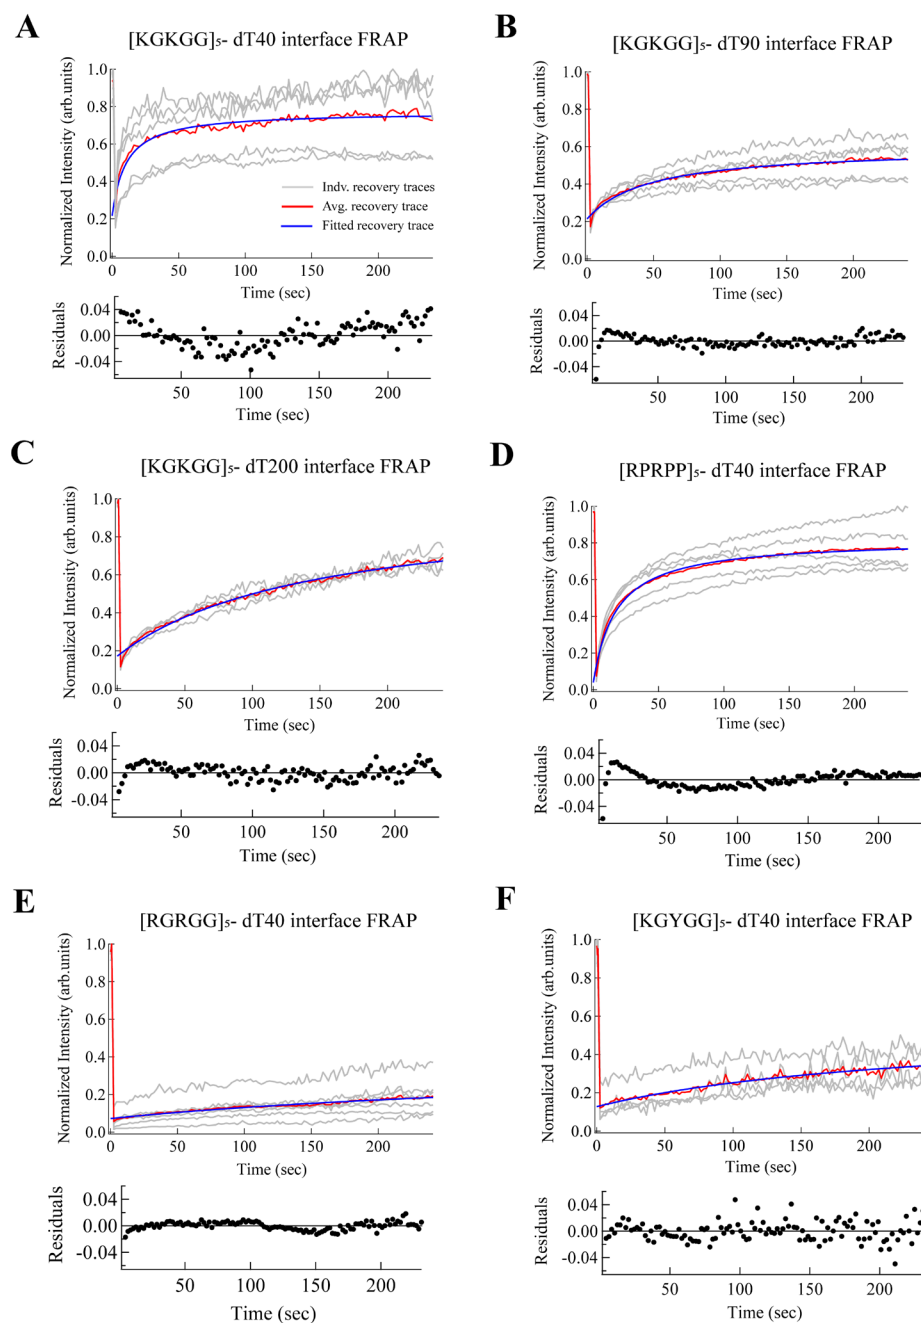 A
[KGKGG]₅- dT40 interface FRAP
Normalized Intensity (arb.units)
1.0
0.8
0.6
0.4
0.2
0.0
Indv. recovery traces
Avg. recovery trace
Fitted recovery trace
0 50 100 150 200
Time (sec)
Residuals
0.04
0.00
-0.04
50 100 150 200
Time (sec)
B
[KGKGG]₅- dT90 interface FRAP
Normalized Intensity (arb.units)
1.0
0.8
0.6
0.4
0.2
0.0
0 50 100 150 200
Time (sec)
Residuals
0.04
0.00
-0.04
50 100 150 200
Time (sec)
C
[KGKGG]₅- dT200 interface FRAP
Normalized Intensity (arb.units)
1.0
0.8
0.6
0.4
0.2
0.0
0 50 100 150 200
Time (sec)
Residuals
0.04
0.00
-0.04
50 100 150 200
Time (sec)
D
[RPRPP]₅- dT40 interface FRAP
Normalized Intensity (arb.units)
1.0
0.8
0.6
0.4
0.2
0.0
0 50 100 150 200
Time (sec)
Residuals
0.04
0.00
-0.04
50 100 150 200
Time (sec)
E
[RGRGG]₅- dT40 interface FRAP
Normalized Intensity (arb.units)
1.0
0.8
0.6
0.4
0.2
0.0
0 50 100 150 200
Time (sec)
Residuals
0.04
0.00
-0.04
50 100 150 200
Time (sec)
F
[KGYGG]₅- dT40 interface FRAP
Normalized Intensity (arb.units)
1.0
0.8
0.6
0.4
0.2
0.0
0 50 100 150 200
Time (sec)
Residuals
0.04
0.00
-0.04
50 100 150 200
Time (sec)